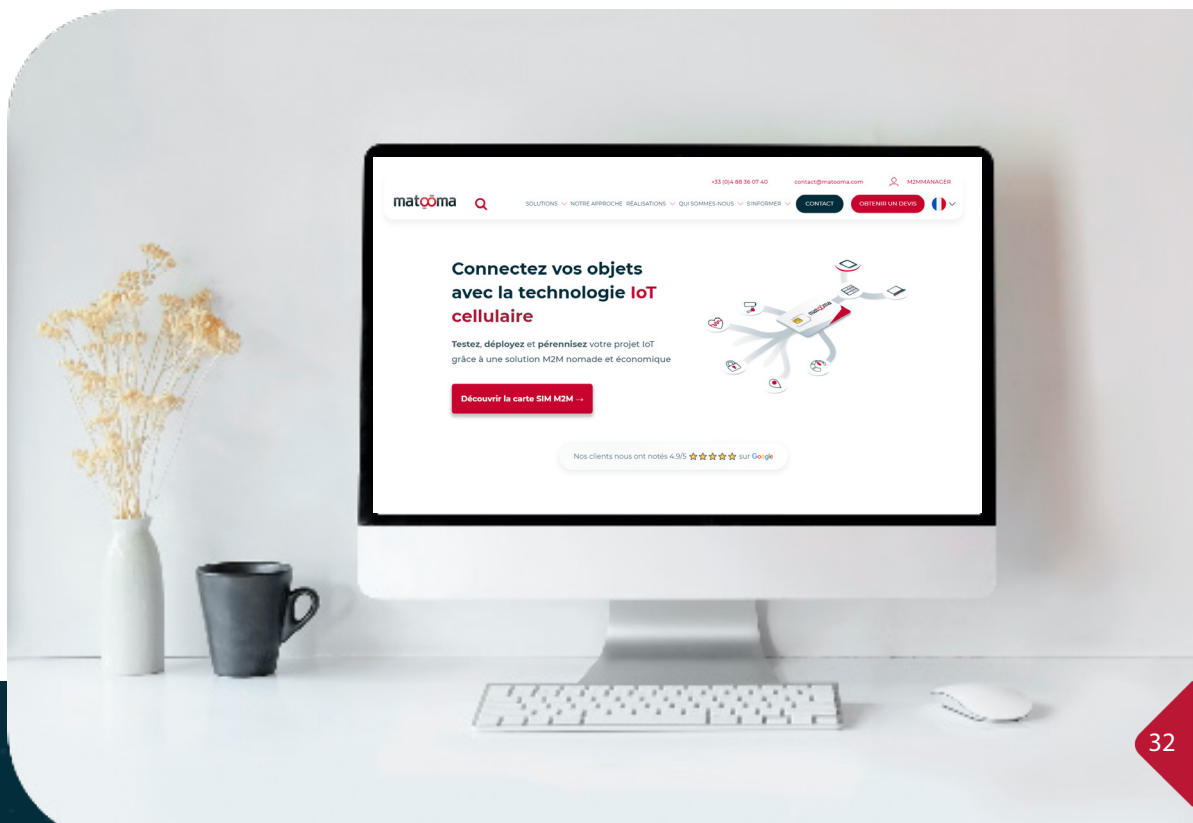 +33 (0)4 88 36 07 40 contact@matooma.com M2MMANAGER
matooma SOLUTIONS NOTRE APPROCHE RÉALISATIONS QUI SOMMES-NOUS S'INFORMER CONTACT OBTENIR UN DEVIS
Connectez vos objets
avec la technologie IoT
cellulaire
matooma
Testez, déployez et pérennisez votre projet IoT
grâce à une solution M2M nomade et économique
Découvrir la carte SIM M2M →
Nos clients nous ont notés 4.9/5 ☆☆☆☆☆ sur Google
32